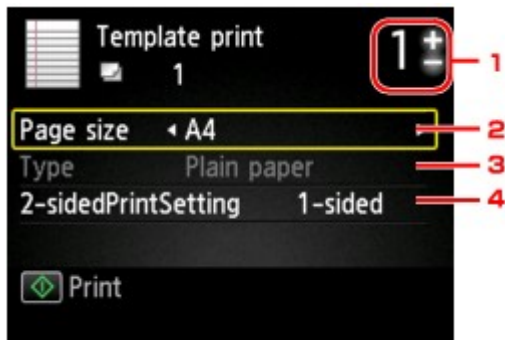 Template print
1
1 + -
1
Page size A4
2
Type Plain paper
3
2-sidedPrintSetting 1-sided
4
Print